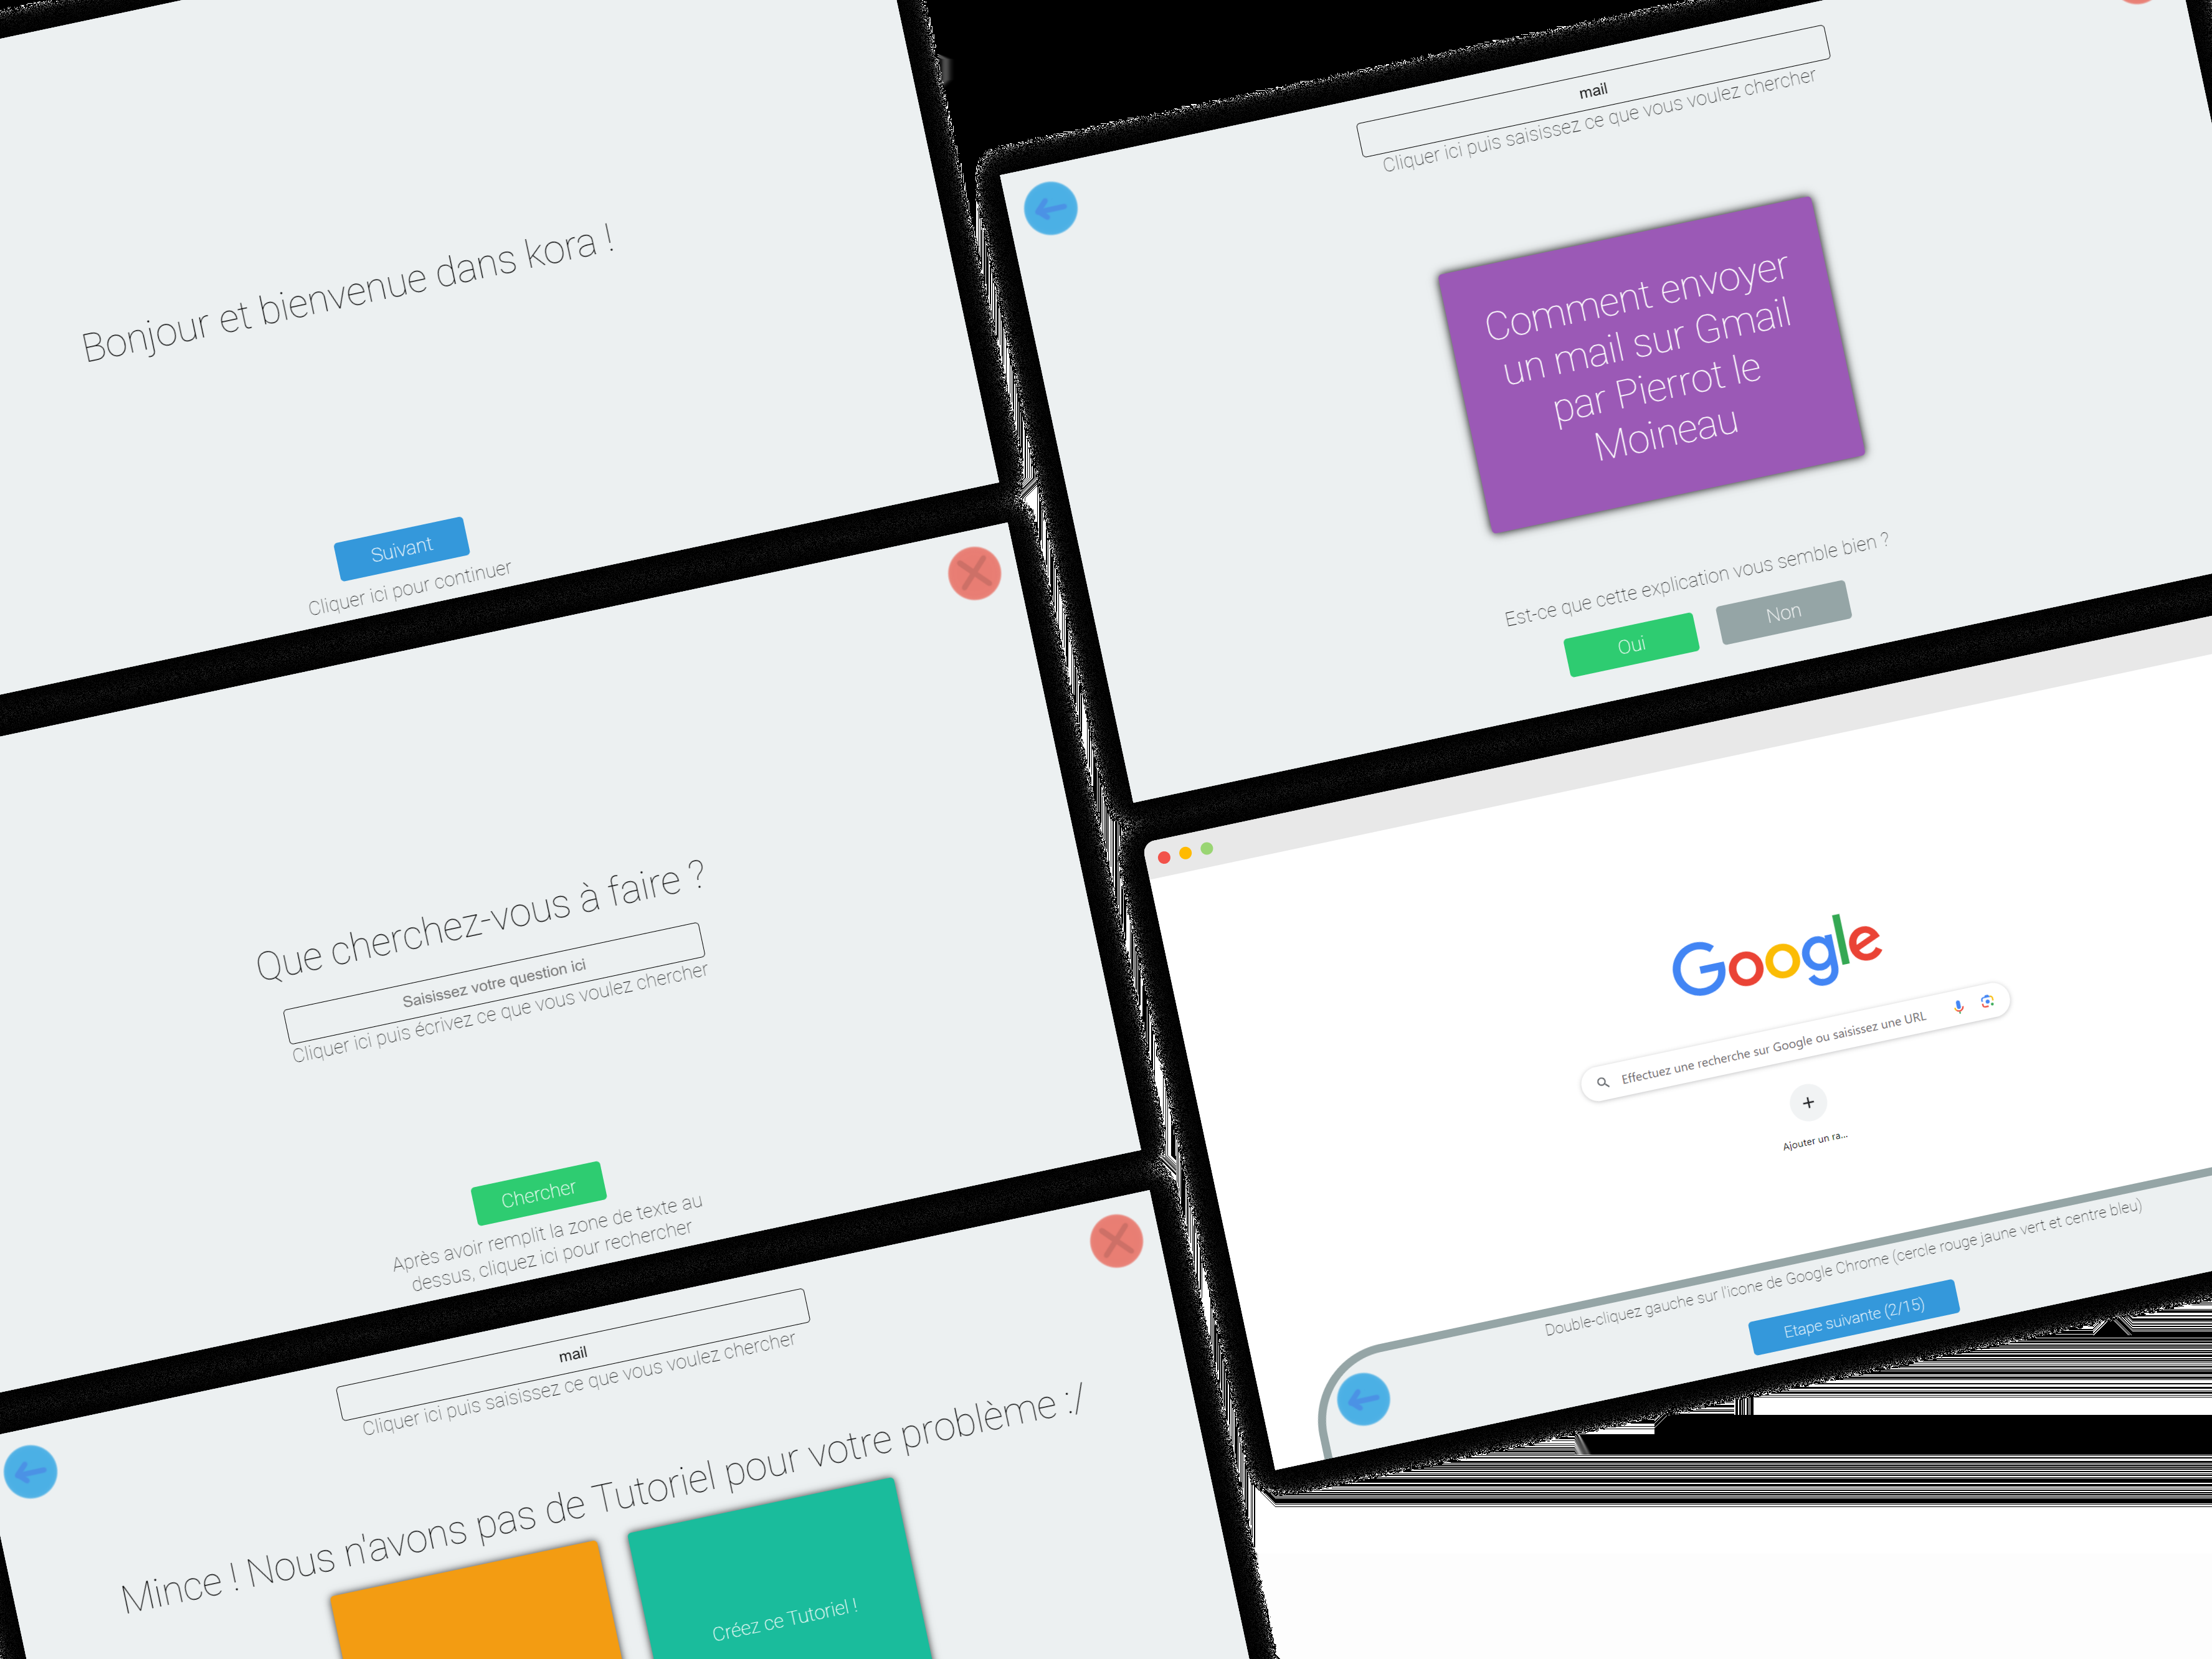 Bonjour et bienvenue dans kora !
Suivant
Cliquer ici pour continuer
Que cherchez-vous à faire ?
Saisissez votre question ici
Cliquer ici puis écrivez ce que vous voulez chercher
Chercher
Après avoir remplit la zone de texte au
dessus, cliquez ici pour rechercher
mail
Cliquer ici puis saisissez ce que vous voulez chercher
Mince ! Nous n'avons pas de Tutoriel pour votre problème :/
Créez ce Tutoriel !
mail
Cliquer ici puis saisissez ce que vous voulez chercher
Comment envoyer
un mail sur Gmail
par Pierrot le
Moineau
Est-ce que cette explication vous semble bien ?
Oui
Non
Google
Effectuez une recherche sur Google ou saisissez une URL
Ajouter un ra...
Double-cliquez gauche sur l'icone de Google Chrome (cercle rouge jaune vert et centre bleu)
Etape suivante (2/15)